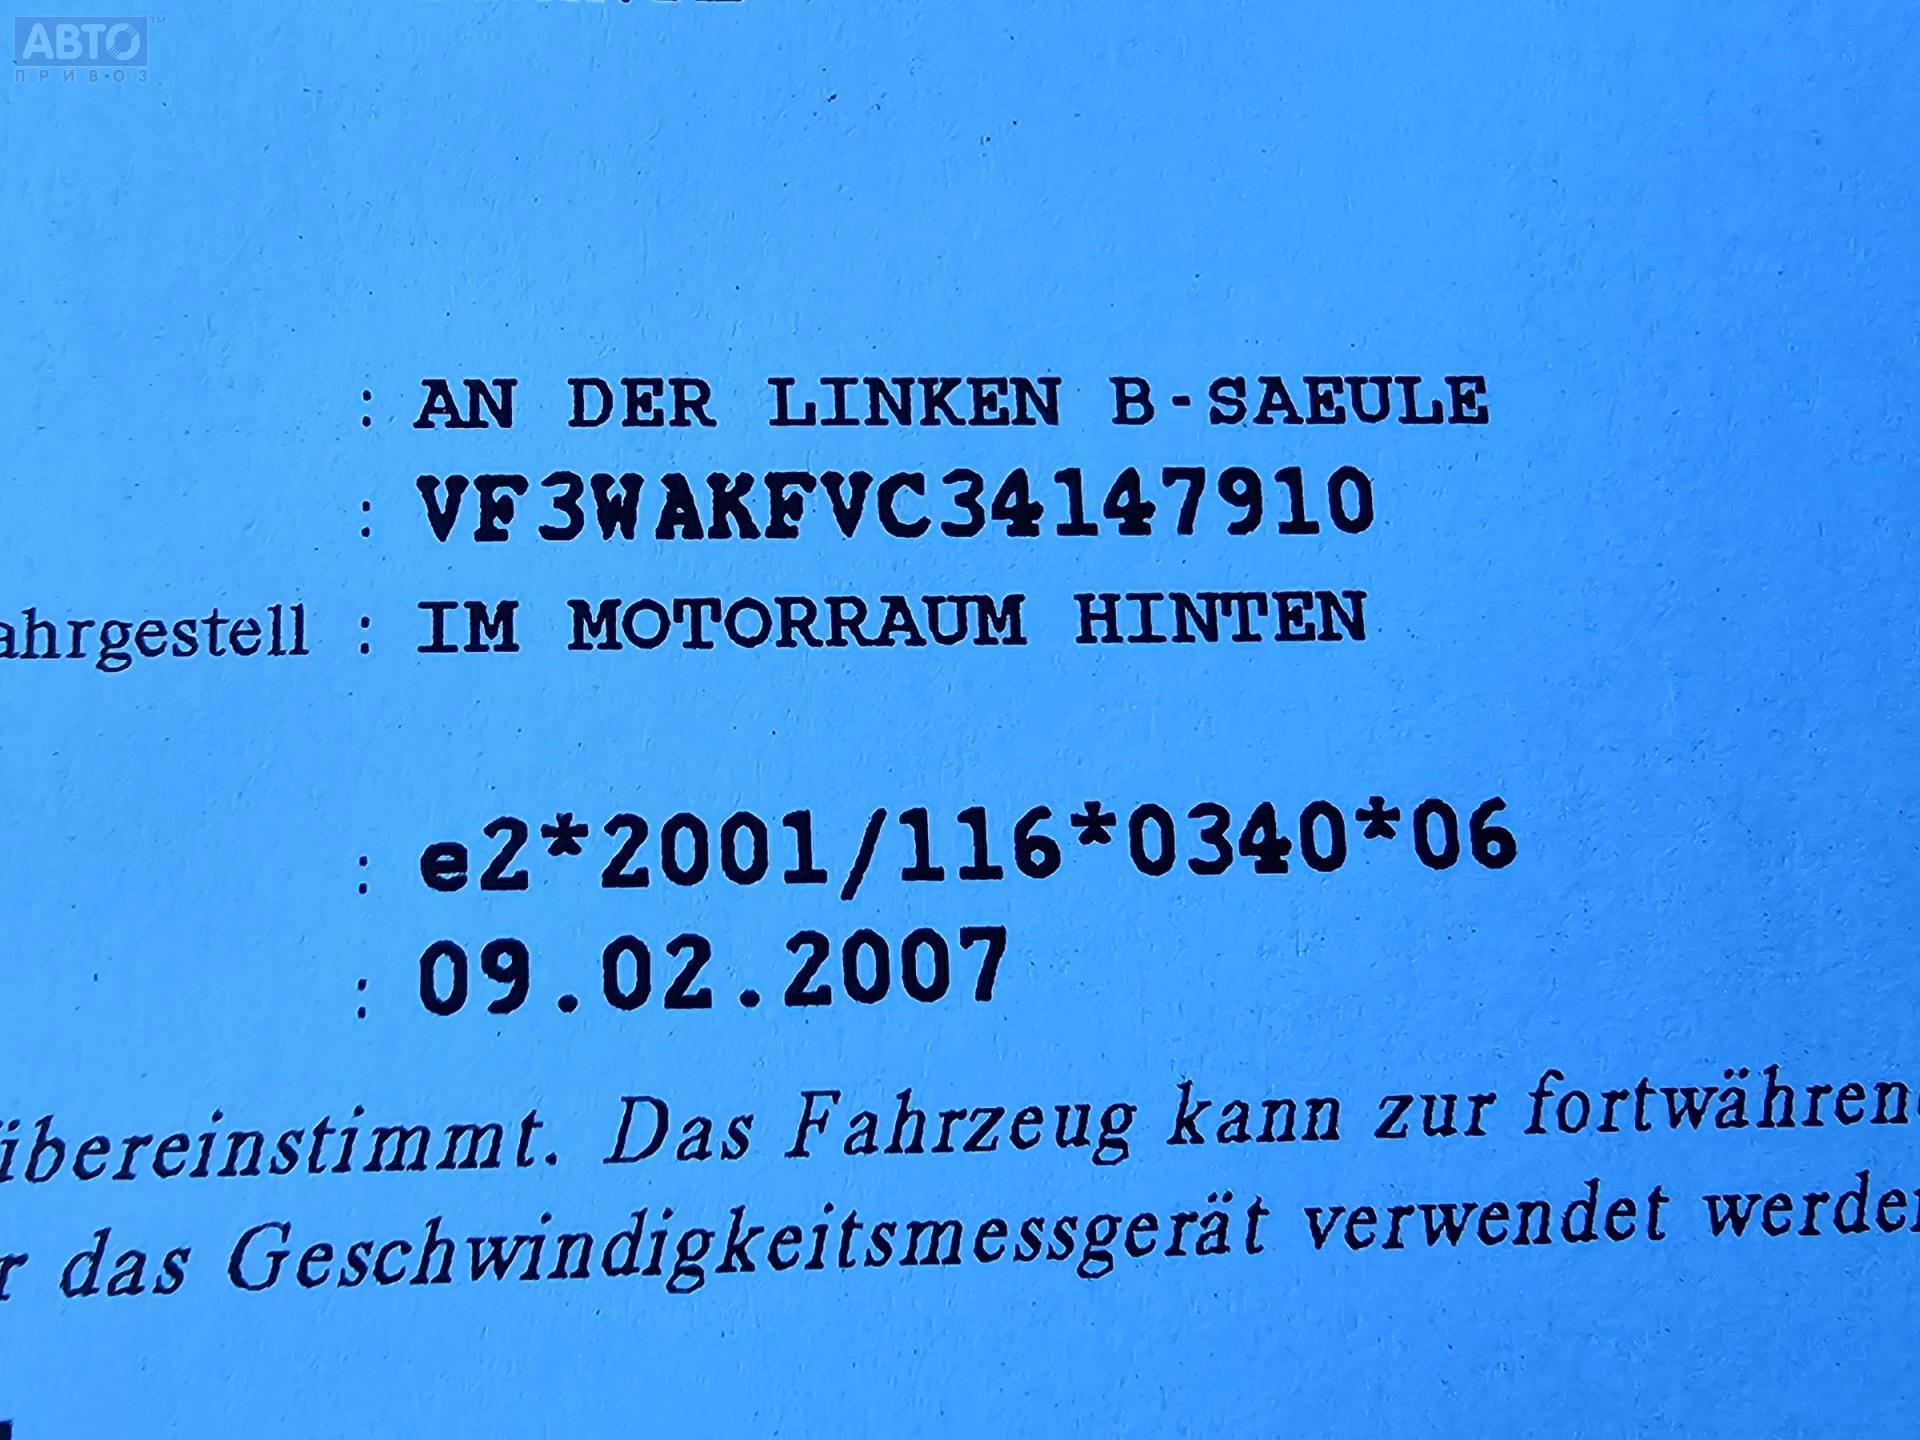 АВТО™
ПРИВОЗ
: AN DER LINKEN B-SAEULE
: VF3WAKFVC34147910
ahrgestell : IM MOTORRAUM HINTEN
: e2*2001/116*0340*06
: 09.02.2007
übereinstimmt. Das Fahrzeug kann zur fortwähren
r das Geschwindigkeitsmessgerät verwendet werde